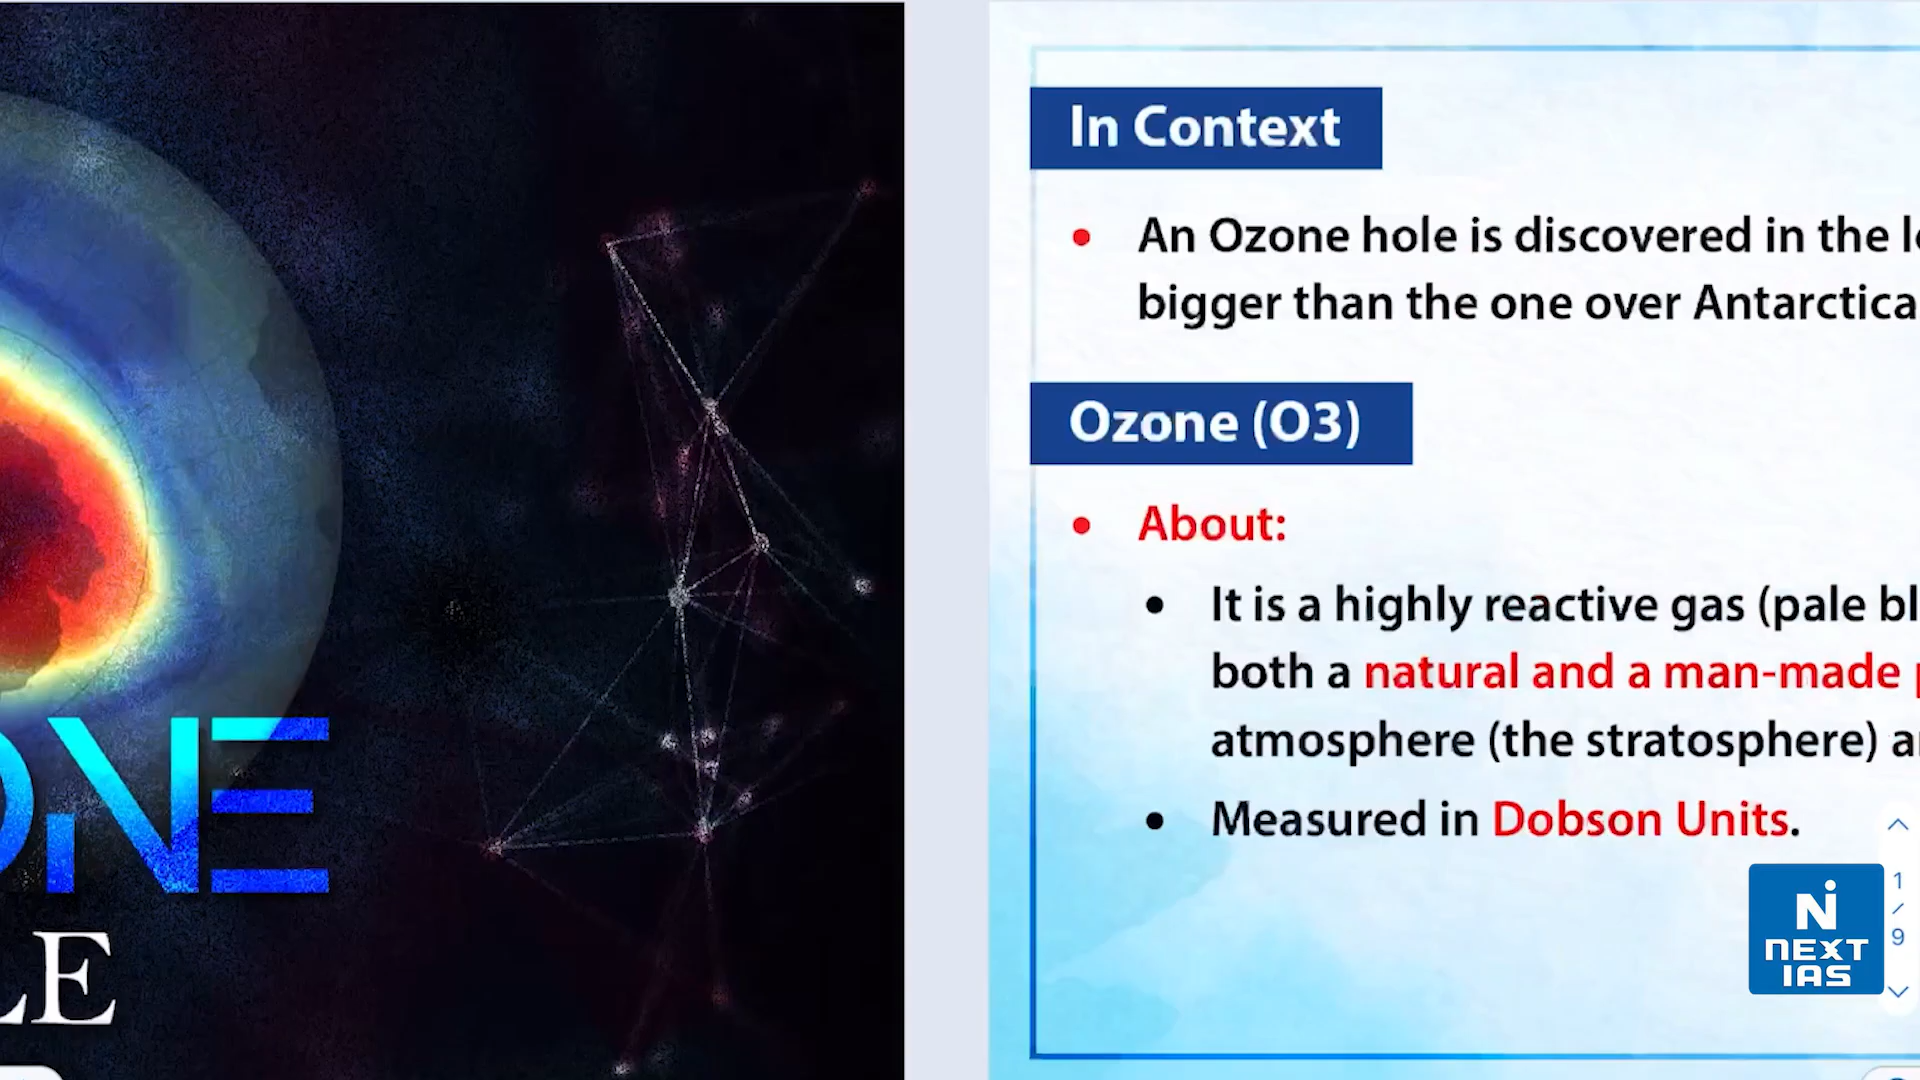 In Context
• An Ozone hole is discovered in the
bigger than the one over Antarctica
Ozone (O3)
• About:
• It is a highly reactive gas (pale
both a natural and a man-made
atmosphere (the stratosphere)
• Measured in Dobson Units.
NE
LE
1
/
9
N
NEXT
IAS